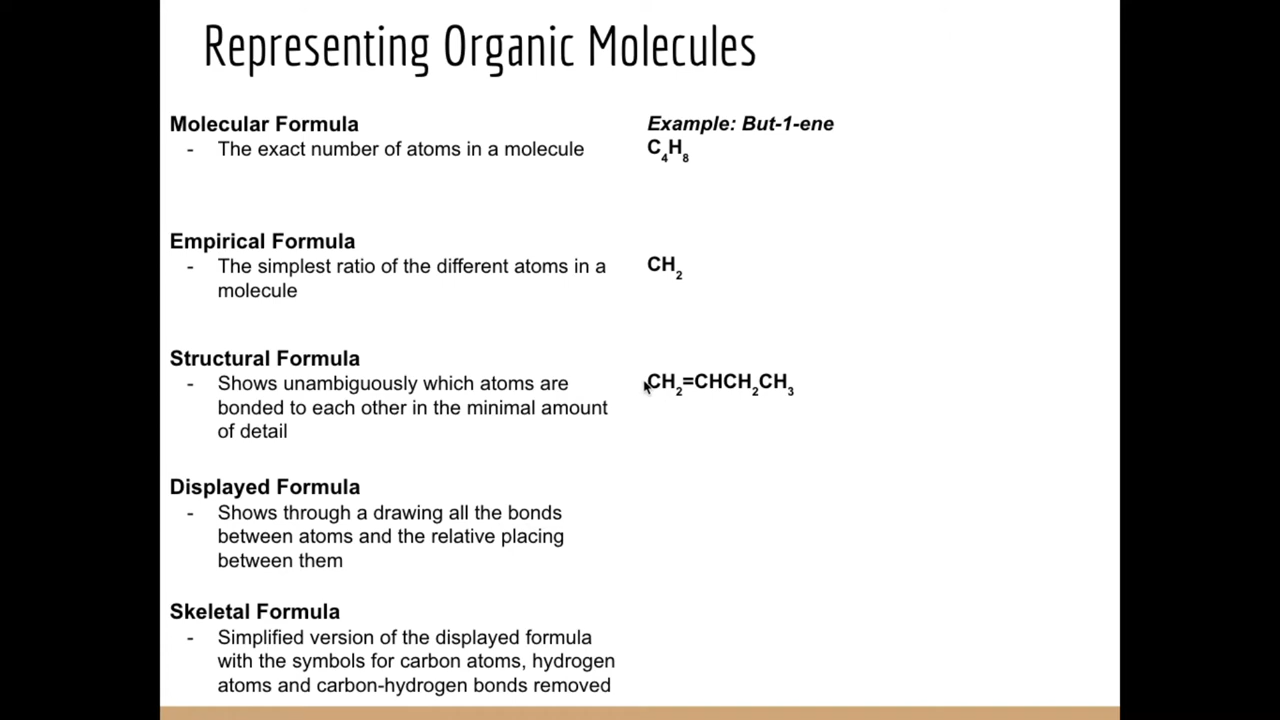 Representing Organic Molecules
Molecular Formula
- The exact number of atoms in a molecule
Example: But-1-ene
C₄H₈
Empirical Formula
- The simplest ratio of the different atoms in a
molecule
CH₂
Structural Formula
- Shows unambiguously which atoms are
bonded to each other in the minimal amount
of detail
CH₂=CHCH₂CH₃
Displayed Formula
- Shows through a drawing all the bonds
between atoms and the relative placing
between them
Skeletal Formula
- Simplified version of the displayed formula
with the symbols for carbon atoms, hydrogen
atoms and carbon-hydrogen bonds removed